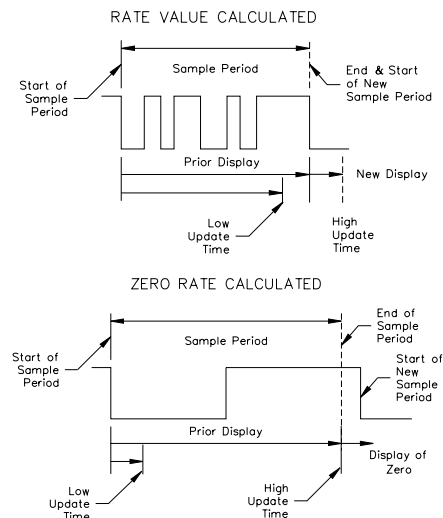 RATE VALUE CALCULATED
Sample Period
Start of
Sample
Period
End & Start
of New
Sample Period
Prior Display
New Display
Low
Update
Time
High
Update
Time
ZERO RATE CALCULATED
End of
Sample
Period
Sample Period
Start of
Sample
Period
Start of
New
Sample
Period
Prior Display
Display of
Zero
Low
Update
Time
High
Update
Time